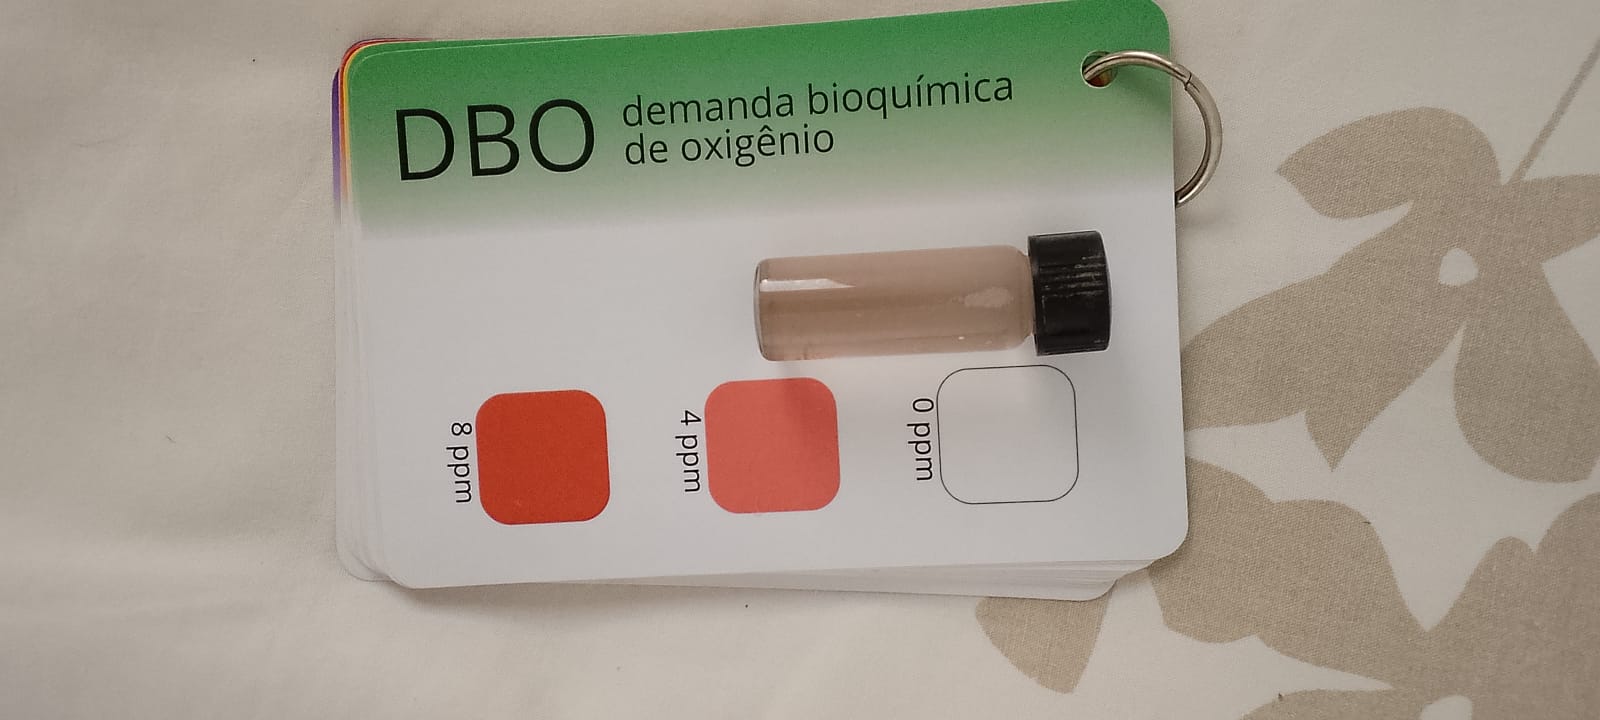 DBO
demanda bioquímica
de oxigênio
8 ppm
4 ppm
0 ppm